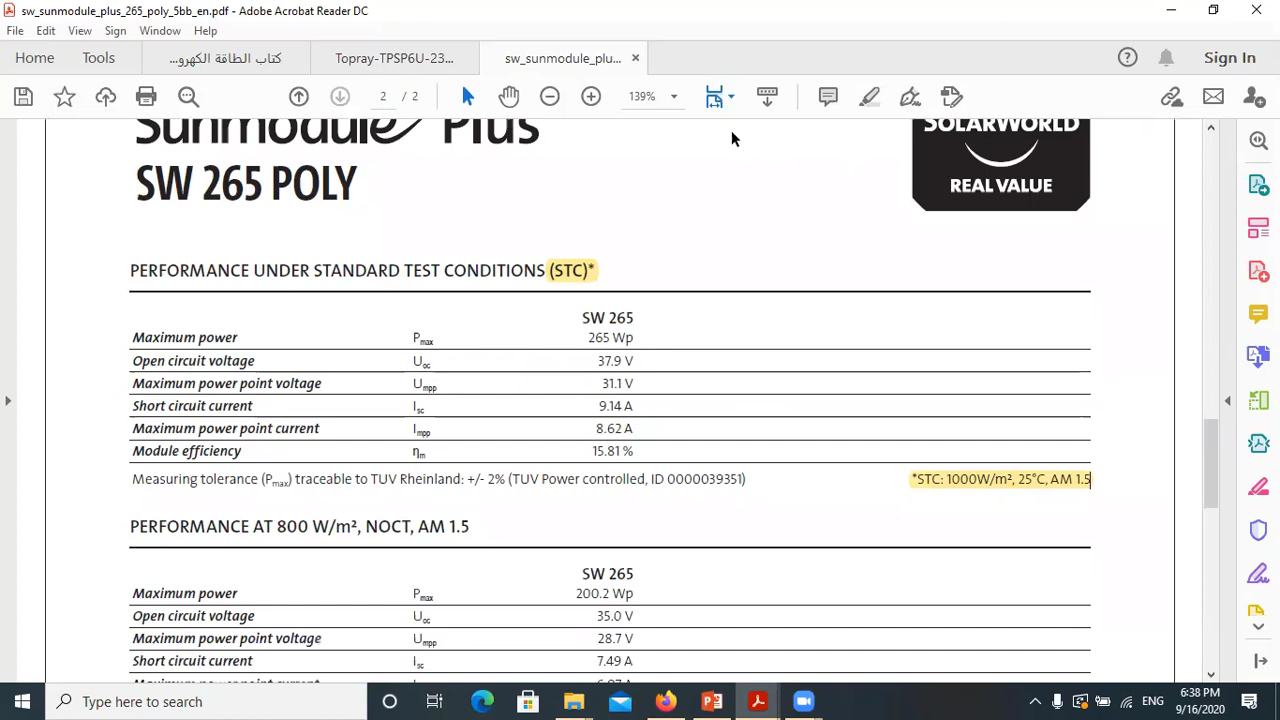 sw_sunmodule_plus_265_poly_5bb_en.pdf - Adobe Acrobat Reader DC
File Edit View Sign Window Help
Home Tools كتاب الطاقة الكهرو... Topray-TPSP6U-23... sw_sunmodule_plu... Sign In
2 / 2 139%
Sunmodule Plus
SW 265 POLY
SOLARWORLD
REAL VALUE
PERFORMANCE UNDER STANDARD TEST CONDITIONS (STC)*
SW 265
Maximum power Pmax 265 Wp
Open circuit voltage Uoc 37.9 V
Maximum power point voltage Umpp 31.1 V
Short circuit current Isc 9.14 A
Maximum power point current Impp 8.62 A
Module efficiency ηm 15.81 %
Measuring tolerance (Pmax) traceable to TUV Rheinland: +/- 2% (TUV Power controlled, ID 0000039351) *STC: 1000W/m², 25°C, AM 1.5
PERFORMANCE AT 800 W/m², NOCT, AM 1.5
SW 265
Maximum power Pmax 200.2 Wp
Open circuit voltage Uoc 35.0 V
Maximum power point voltage Umpp 28.7 V
Short circuit current Isc 7.49 A
Type here to search ENG 6:38 PM
9/16/2020